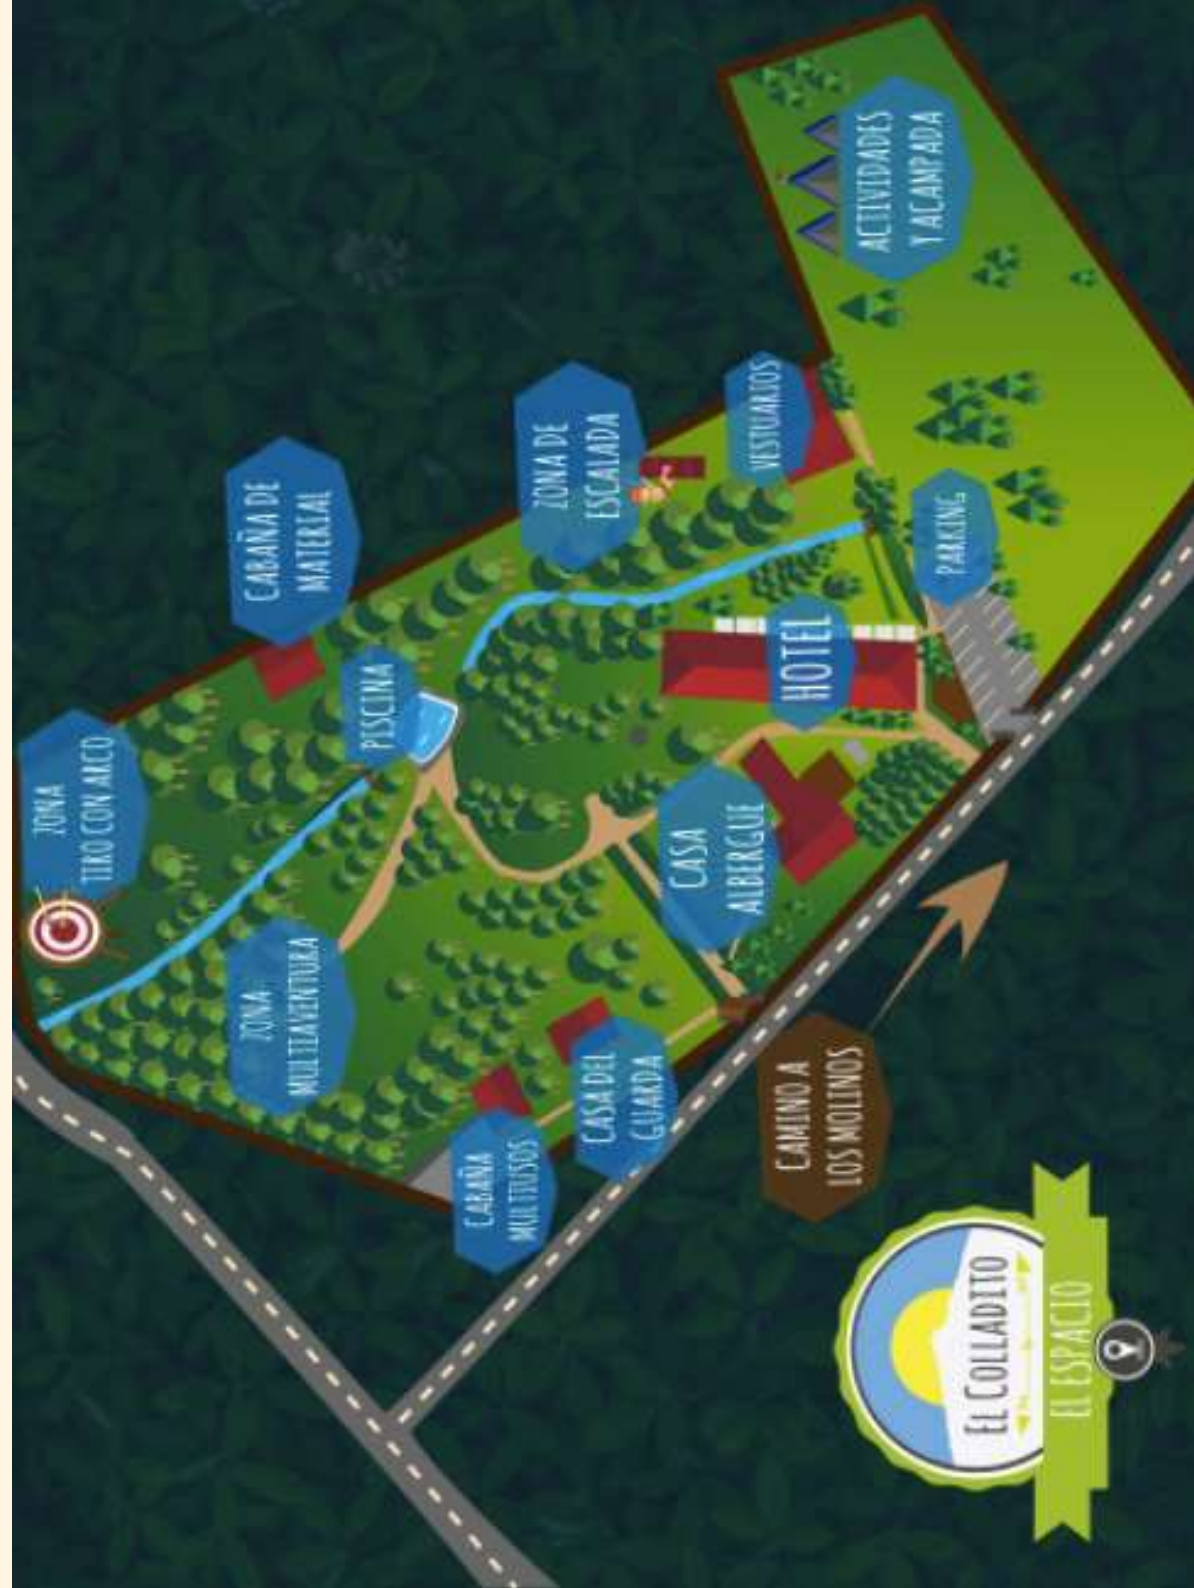 ZONA
TIRO CON ARCO
CABAÑA DE
MATERIAL
ZONA
MULTIAVENTURA
PISCINA
CABAÑA
MULTIUSOS
ZONA DE
ESCALADA
CASA DEL
GUARDA
CASA
ALBERGUE
VESTUARIOS
HOTEL
CAMINO A
LOS MOLINOS
ACTIVIDADES
Y ACAMPADA
PARKING
EL COLLADITO
EL ESPACIO